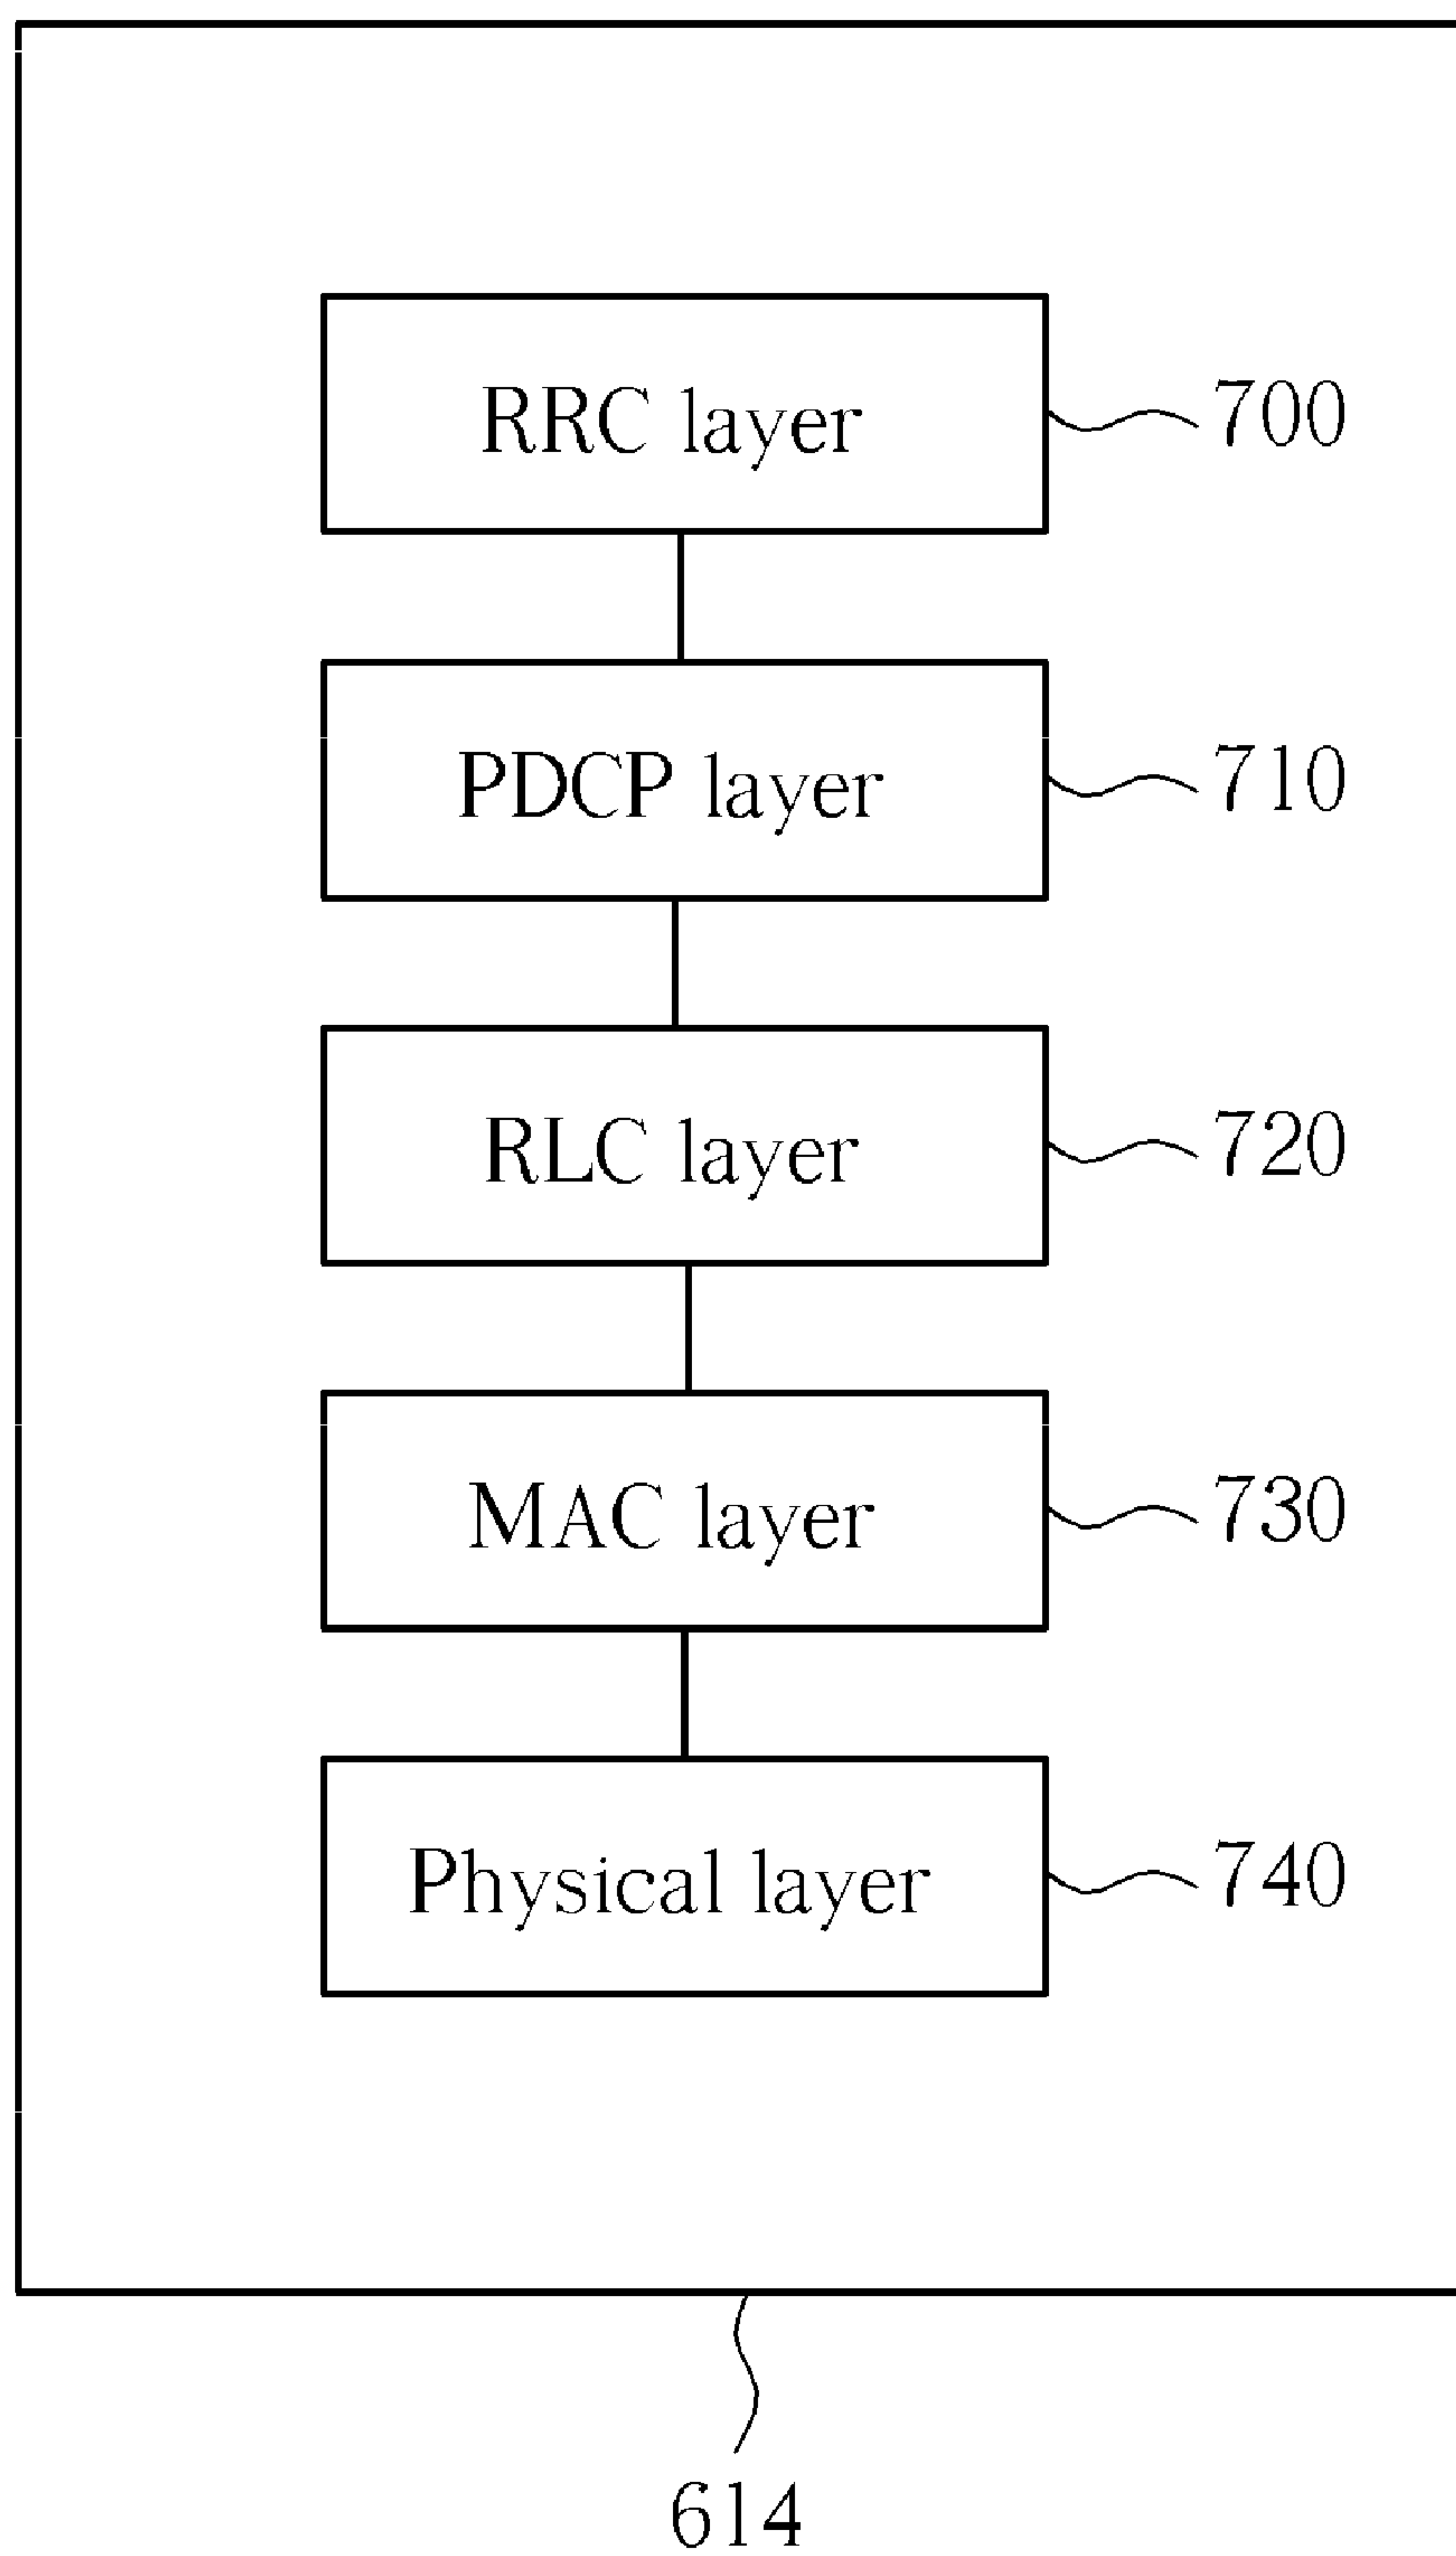 RRC layer 700
PDCP layer 710
RLC layer 720
MAC layer 730
Physical layer 740
614